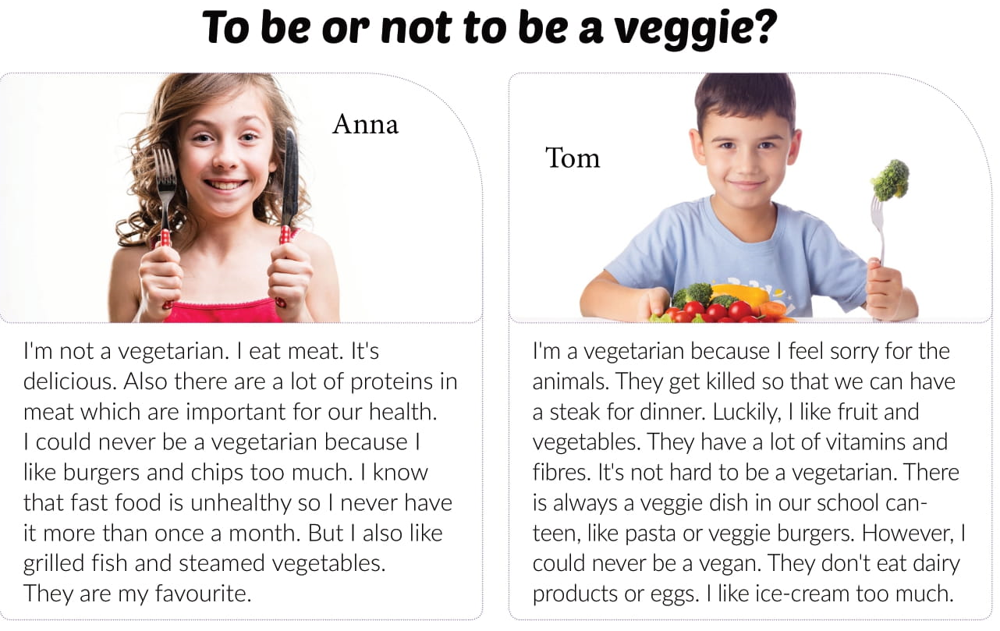 To be or not to be a veggie?
Anna
I'm not a vegetarian. I eat meat. It's
delicious. Also there are a lot of proteins in
meat which are important for our health.
I could never be a vegetarian because I
like burgers and chips too much. I know
that fast food is unhealthy so I never have
it more than once a month. But I also like
grilled fish and steamed vegetables.
They are my favourite.
Tom
I'm a vegetarian because I feel sorry for the
animals. They get killed so that we can have
a steak for dinner. Luckily, I like fruit and
vegetables. They have a lot of vitamins and
fibres. It's not hard to be a vegetarian. There
is always a veggie dish in our school can-
teen, like pasta or veggie burgers. However, I
could never be a vegan. They don't eat dairy
products or eggs. I like ice-cream too much.